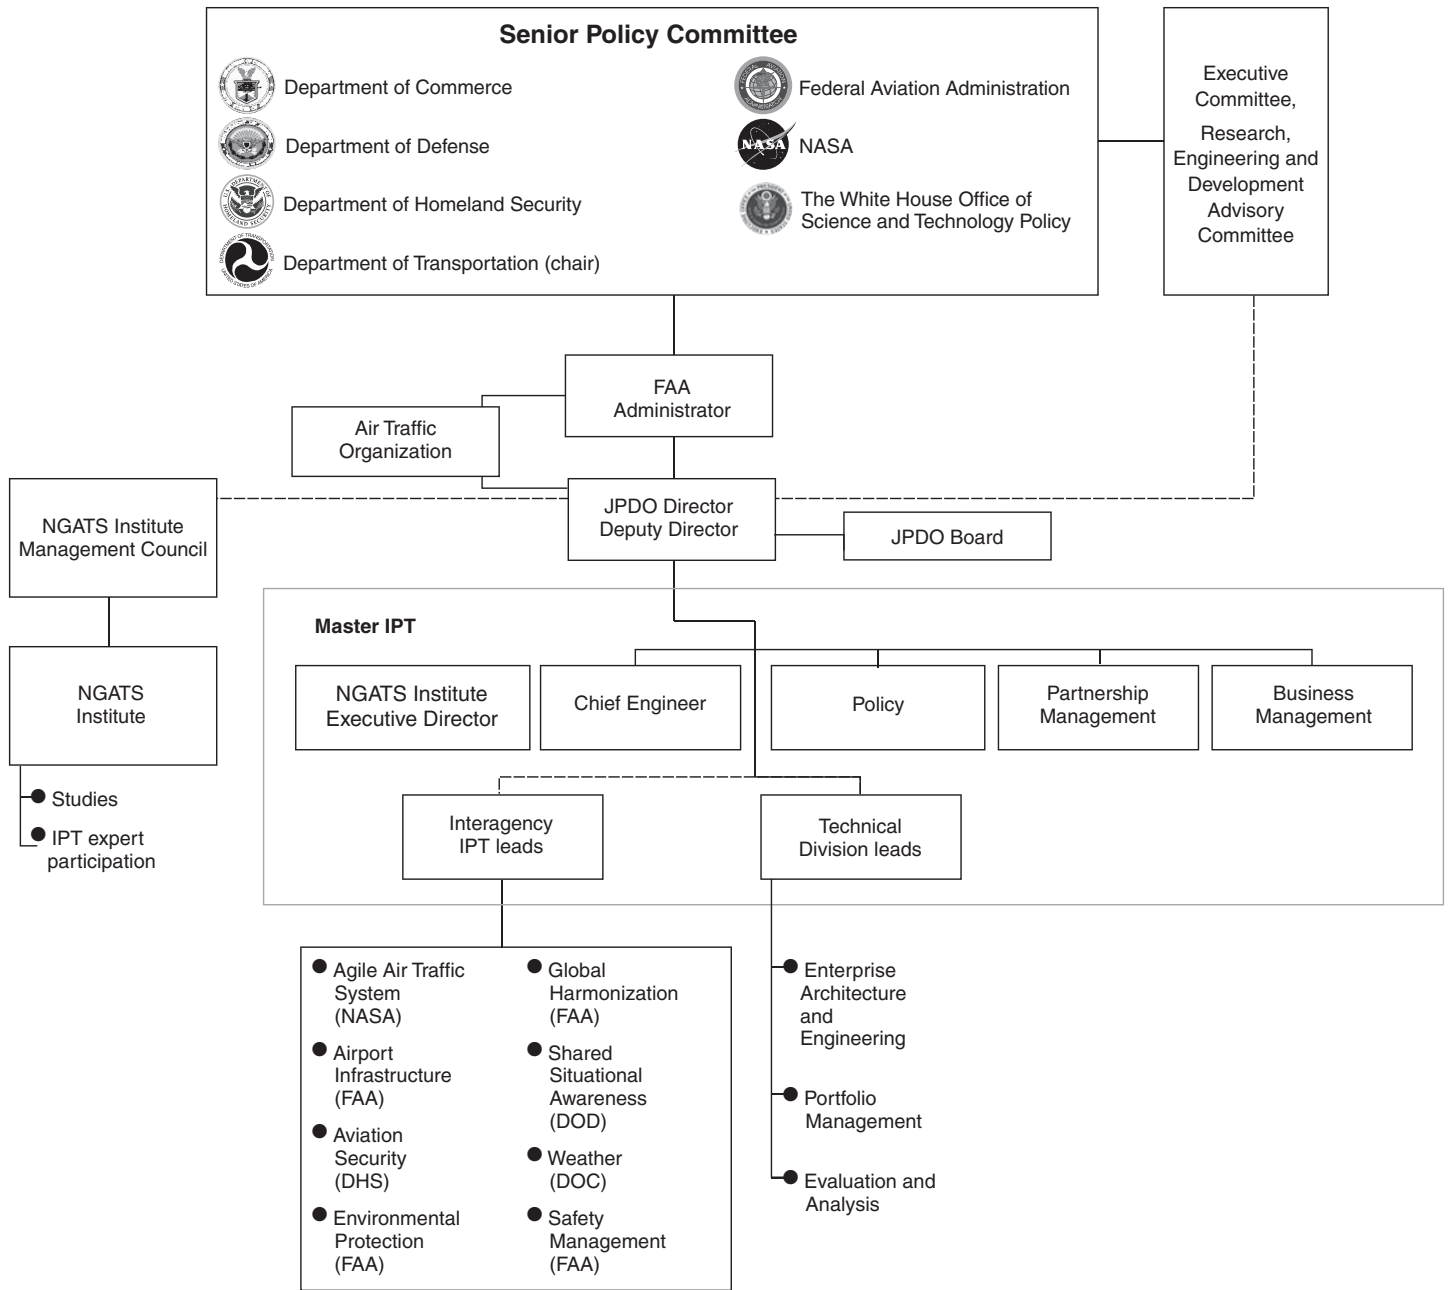 Senior Policy Committee
Department of Commerce
Department of Defense
Department of Homeland Security
Department of Transportation (chair)
Federal Aviation Administration
NASA
NASA
The White House Office of
Science and Technology Policy
Executive
Committee,
Research,
Engineering and
Development
Advisory
Committee
FAA
Administrator
Air Traffic
Organization
JPDO Director
Deputy Director
JPDO Board
NGATS Institute
Management Council
NGATS
Institute
Studies
IPT expert
participation
Master IPT
NGATS Institute
Executive Director
Chief Engineer
Policy
Partnership
Management
Business
Management
Interagency
IPT leads
Technical
Division leads
Agile Air Traffic
System
(NASA)
Airport
Infrastructure
(FAA)
Aviation
Security
(DHS)
Environmental
Protection
(FAA)
Global
Harmonization
(FAA)
Shared
Situational
Awareness
(DOD)
Weather
(DOC)
Safety
Management
(FAA)
Enterprise
Architecture
and
Engineering
Portfolio
Management
Evaluation and
Analysis